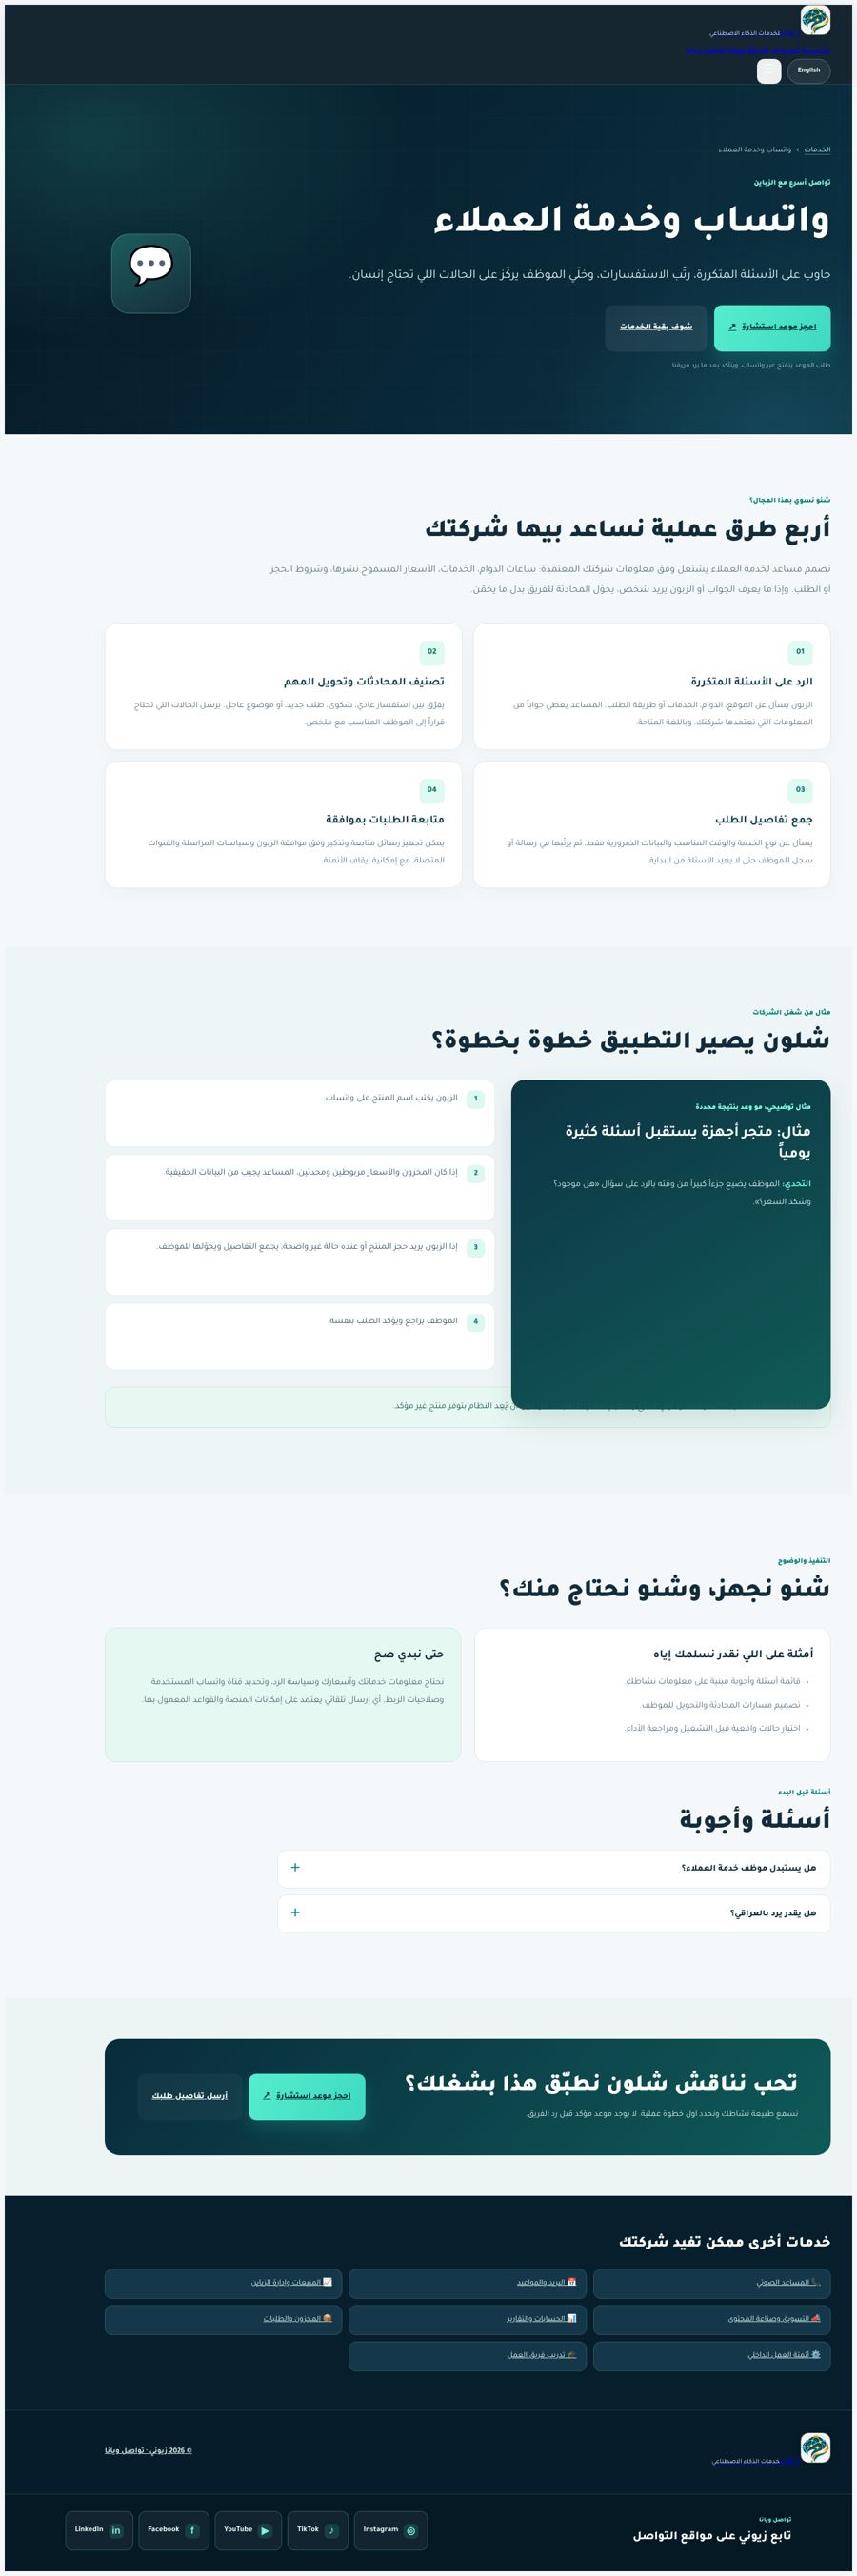 لخدمات الذكاء الاصطناعي
English
الخدمات › واتساب وخدمة العملاء
تواصل أسرع مع الزباين
واتساب وخدمة العملاء
جاوب على الأسئلة المتكررة، رتّب الاستفسارات، وخلّي الموظف يركّز على الحالات اللي تحتاج إنسان.
احجز موعد استشارة ↗
شوف بقية الخدمات
طلب الموعد ينفتح عبر واتساب، ويتأكد بعد ما يرد فريقنا.
شنو نسوي بهذا المجال؟
أربع طرق عملية نساعد بيها شركتك
نصمم مساعد لخدمة العملاء يشتغل وفق معلومات شركتك المعتمدة: ساعات الدوام، الخدمات، الأسعار المسموح نشرها، وشروط الحجز
أو الطلب. وإذا ما يعرف الجواب أو الزبون يريد شخص، يحوّل المحادثة للفريق بدل ما يخمّن.
01
الرد على الأسئلة المتكررة
الزبون يسأل عن الموقع، الدوام، الخدمات أو طريقة الطلب. المساعد يعطي جواباً من
المعلومات التي تعتمدها شركتك، وباللغة المتاحة.
02
تصنيف المحادثات وتحويل المهم
يفرّق بين استفسار عادي، شكوى، طلب جديد، أو موضوع عاجل. يرسل الحالات التي تحتاج
قراراً إلى الموظف المناسب مع ملخص.
03
جمع تفاصيل الطلب
يسأل عن نوع الخدمة والوقت المناسب والبيانات الضرورية فقط، ثم يرتّبها في رسالة أو
سجل للموظف حتى لا يعيد الأسئلة من البداية.
04
متابعة الطلبات بموافقة
يمكن تجهيز رسائل متابعة وتذكير وفق موافقة الزبون وسياسات المراسلة والقنوات
المتصلة، مع إمكانية إيقاف الأتمتة.
مثال من شغل الشركات
شلون يصير التطبيق خطوة بخطوة؟
مثال توضيحي، مو وعد بنتيجة محددة
مثال: متجر أجهزة يستقبل أسئلة كثيرة
يومياً
التحدي: الموظف يضيع جزءاً كبيراً من وقته بالرد على سؤال «هل موجود؟
وشكد السعر؟».
1 الزبون يكتب اسم المنتج على واتساب.
2 إذا كان المخزون والأسعار مربوطين ومحدثين، المساعد يجيب من البيانات الحقيقية.
3 إذا الزبون يريد حجز المنتج أو عنده حالة غير واضحة، يجمع التفاصيل ويحوّلها للموظف.
4 الموظف يراجع ويؤكد الطلب بنفسه.
أن يَعِد النظام بتوفر منتج غير مؤكد.
التنفيذ والوضوح
شنو نجهز، وشنو نحتاج منك؟
أمثلة على اللي نقدر نسلمك إياه
• قائمة أسئلة وأجوبة مبنية على معلومات نشاطك.
• تصميم مسارات المحادثة والتحويل للموظف.
• اختبار حالات واقعية قبل التشغيل ومراجعة الأداء.
حتى نبدي صح
نحتاج معلومات خدماتك وأسعارك وسياسة الرد، وتحديد قناة واتساب المستخدمة
وصلاحيات الربط. أي إرسال تلقائي يعتمد على إمكانات المنصة والقواعد المعمول بها.
أسئلة قبل البدء
أسئلة وأجوبة
هل يستبدل موظف خدمة العملاء؟ +
هل يقدر يرد بالعراقي؟ +
تحب نناقش شلون نطبّق هذا بشغلك؟
نسمع طبيعة نشاطك ونحدد أول خطوة عملية. لا يوجد موعد مؤكد قبل رد الفريق.
احجز موعد استشارة ↗
أرسل تفاصيل طلبك
خدمات أخرى ممكن تفيد شركتك
المساعد الصوتي
البريد والمواعيد
المبيعات وإدارة الزباين
التسويق وصناعة المحتوى
الحسابات والتقارير
المخزون والطلبات
أتمتة العمل الداخلي
تدريب فريق العمل
لخدمات الذكاء الاصطناعي
© 2026 زيوني · تواصل ويانا
تواصل ويانا
تابع زيوني على مواقع التواصل
Instagram
TikTok
YouTube
Facebook
LinkedIn